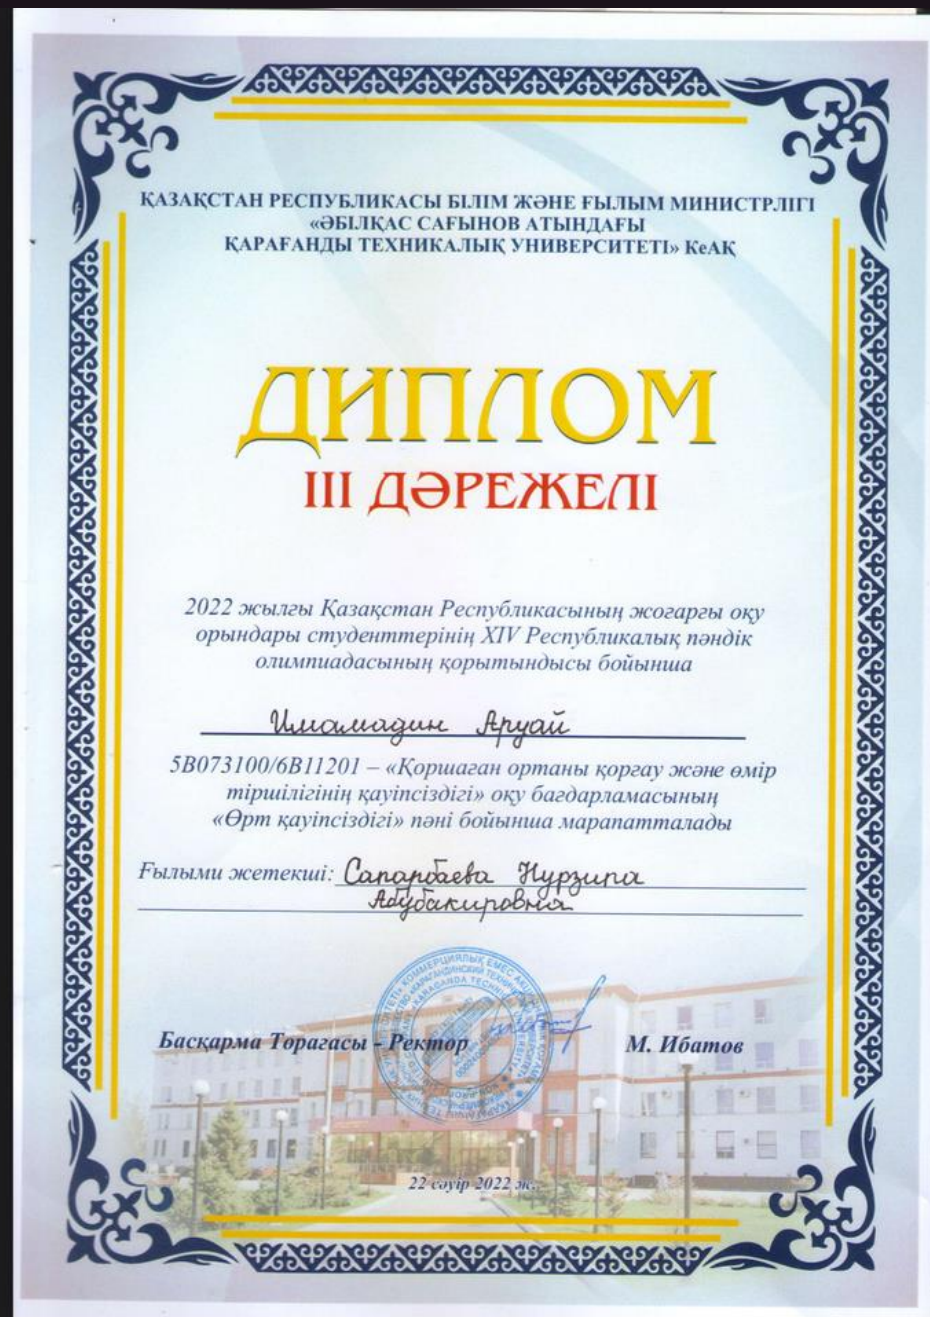 ҚАЗАҚСТАН РЕСПУБЛИКАСЫ БІЛІМ ЖӘНЕ ҒЫЛЫМ МИНИСТРЛІГІ
«ӘБІЛҚАС САҒЫНОВ АТЫНДАҒЫ
ҚАРАҒАНДЫ ТЕХНИКАЛЫҚ УНИВЕРСИТЕТІ» КеАҚ
ДИПЛОМ
III ДӘРЕЖЕЛІ
2022 жылғы Қазақстан Республикасының жоғарғы оқу
орындары студенттерінің XIV Республикалық пәндік
олимпиадасының қорытындысы бойынша
Имамадин Аруай
5В073100/6В11201 – «Қоршаған ортаны қорғау және өмір
тіршілігінің қауіпсіздігі» оқу бағдарламасының
«Өрт қауіпсіздігі» пәні бойынша марапатталады
Ғылыми жетекші: Сапарбаева Нурзира
Абубакировна
Басқарма Торағасы - Ректор М. Ибатов
22 сәуір 2022 ж.